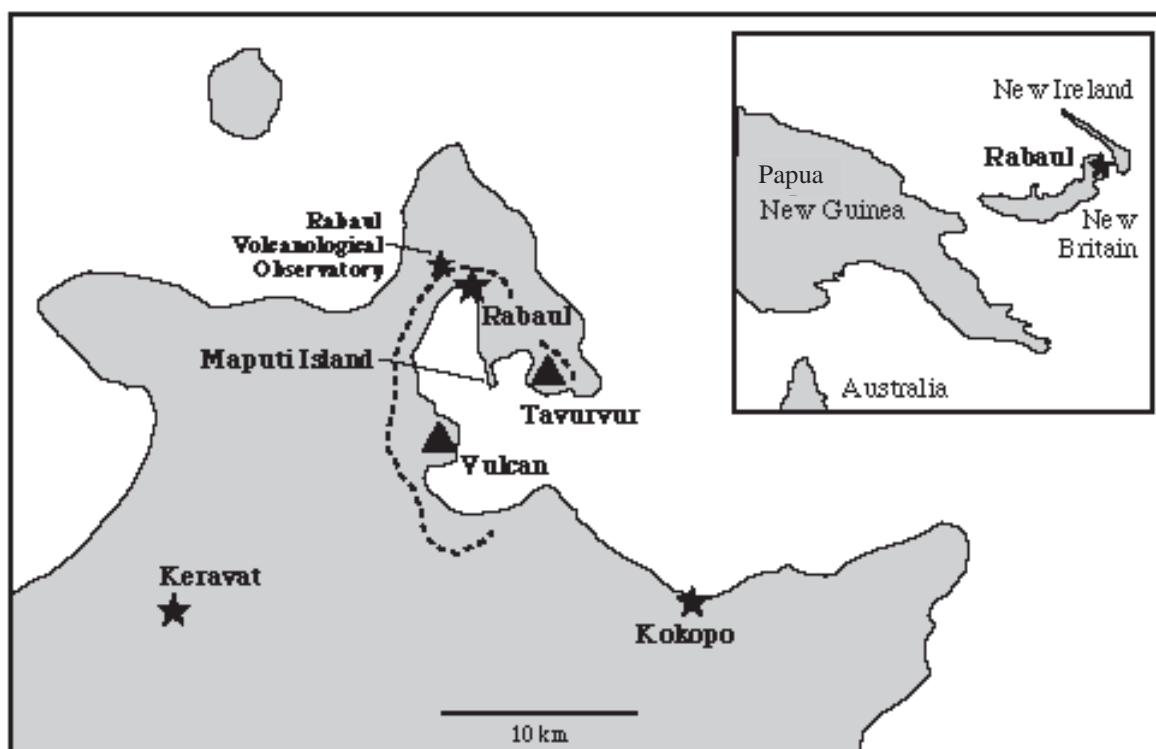 Rabaul
Volcanological
Observatory
Rabaul
Maputi Island
Tavurvur
Vulcan
Keravat
Kokopo
10 km
New Ireland
Rabaul
Papua
New Guinea
New
Britain
Australia